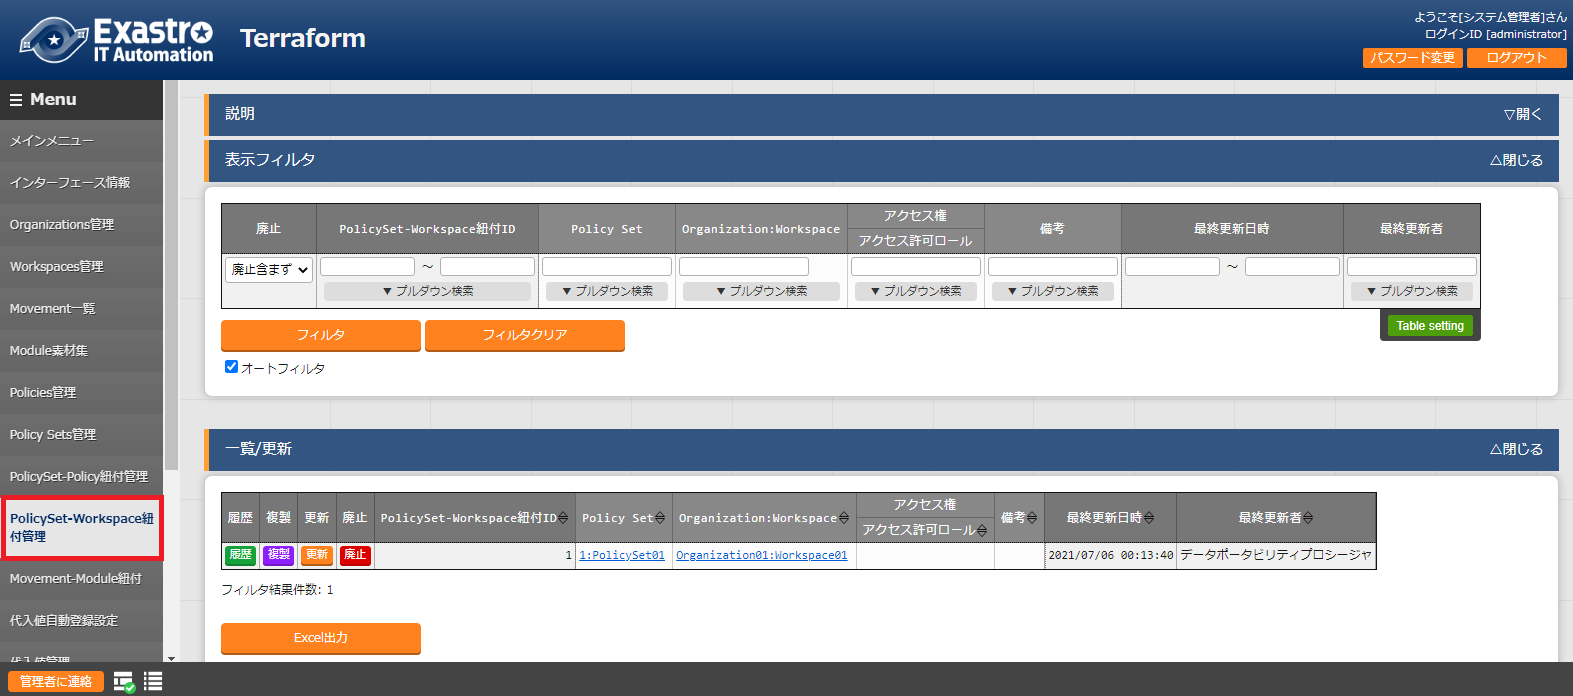 Exastro
IT Automation
Terraform
ようこそ[システム管理者]さん
ログインID [administrator]
パスワード変更 ログアウト
Menu
メインメニュー
インターフェース情報
Organizations管理
Workspaces管理
Movement一覧
Module素材集
Policies管理
Policy Sets管理
PolicySet-Policy紐付管理
PolicySet-Workspace紐
付管理
Movement-Module紐付
代入値自動登録設定
代入値管理
説明 ▽開く
表示フィルタ △閉じる
廃止 PolicySet-Workspace紐付ID Policy Set Organization:Workspace アクセス権 備考 最終更新日時 最終更新者
アクセス許可ロール
廃止含まず ～ ～
▼ プルダウン検索 ▼ プルダウン検索 ▼ プルダウン検索 ▼ プルダウン検索 ▼ プルダウン検索 ▼ プルダウン検索
フィルタ フィルタクリア
Table setting
オートフィルタ
一覧/更新 △閉じる
履歴 複製 更新 廃止 PolicySet-Workspace紐付ID Policy Set Organization:Workspace アクセス権 備考 最終更新日時 最終更新者
アクセス許可ロール
履歴 複製 更新 廃止 1 1:PolicySet01 Organization01:Workspace01 2021/07/06 00:13:40 データポータビリティプロシージャ
フィルタ結果件数: 1
Excel出力
管理者に連絡